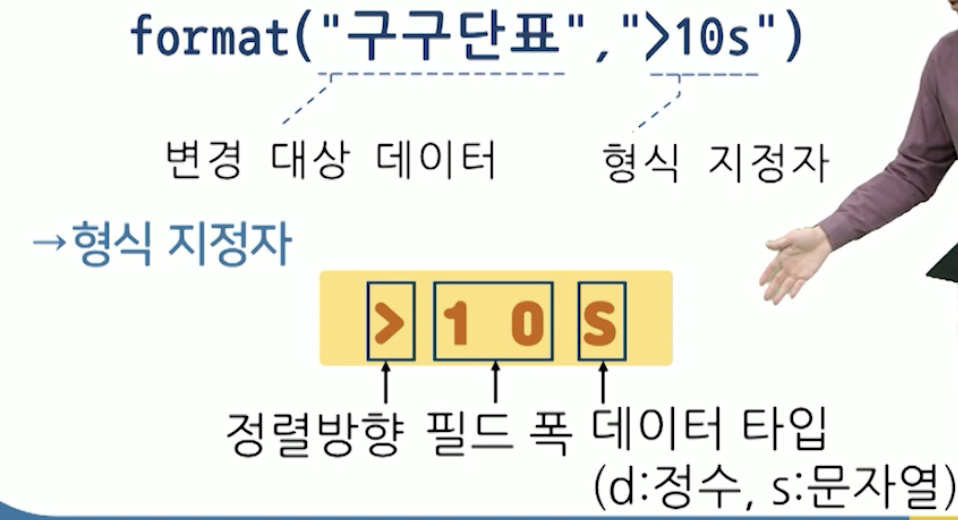 format("구구단표",">10s")
변경 대상 데이터 형식 지정자
→형식 지정자
>10s
정렬방향 필드 폭 데이터 타입
(d:정수, s:문자열)